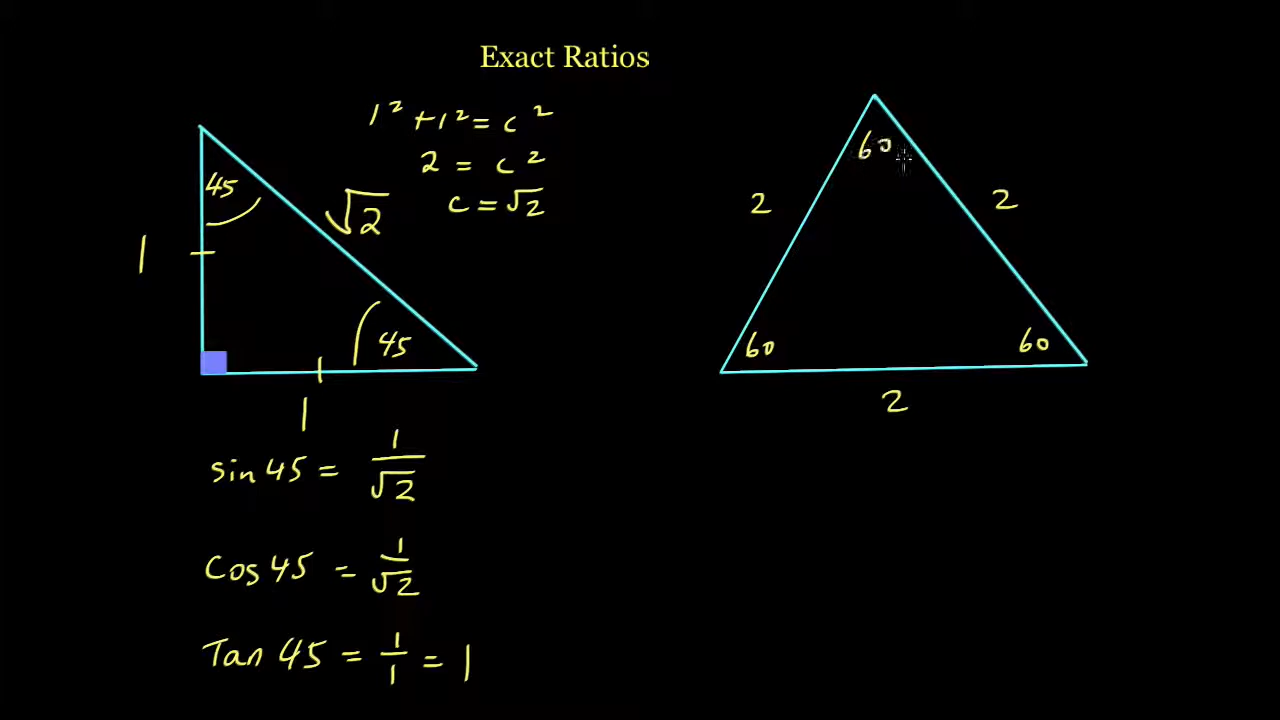 Exact Ratios
1² + 1² = c²
2 = c²
c = √2
45
√2
1
45
1
sin 45 = 1/√2
Cos 45 = 1/√2
Tan 45 = 1/1 = 1
60
2
2
60
60
2